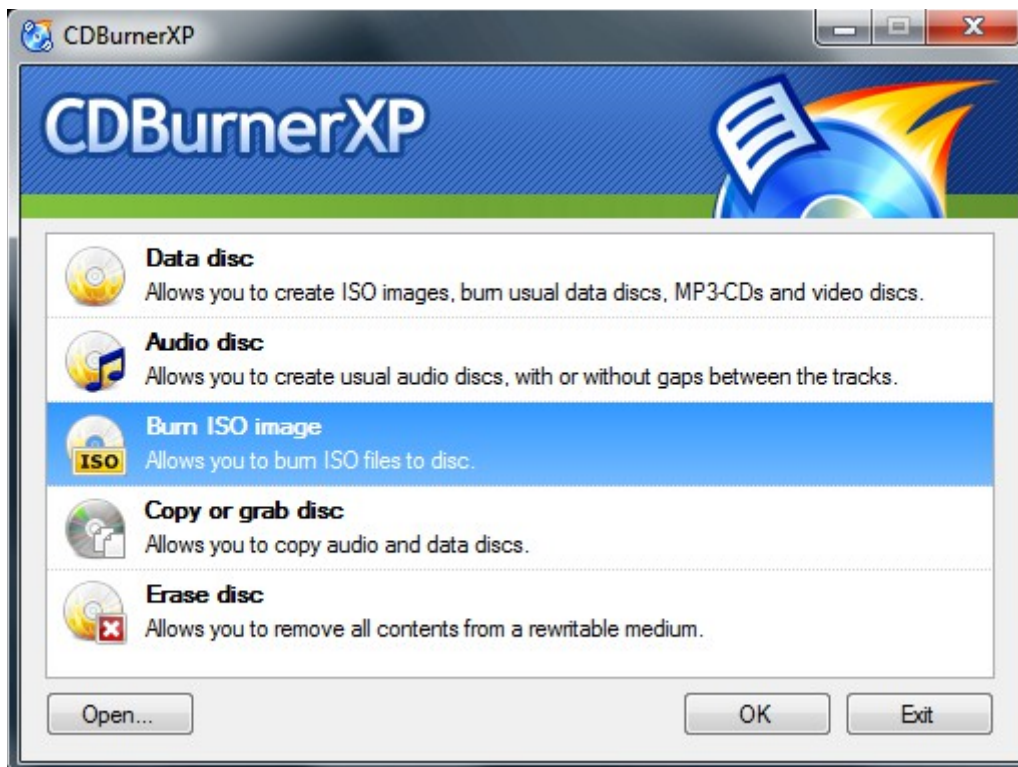 CDBurnerXP
CDBurnerXP
Data disc
Allows you to create ISO images, burn usual data discs, MP3-CDs and video discs.
Audio disc
Allows you to create usual audio discs, with or without gaps between the tracks.
Burn ISO image
ISO
Allows you to burn ISO files to disc.
Copy or grab disc
Allows you to copy audio and data discs.
Erase disc
Allows you to remove all contents from a rewritable medium.
Open...
OK
Exit